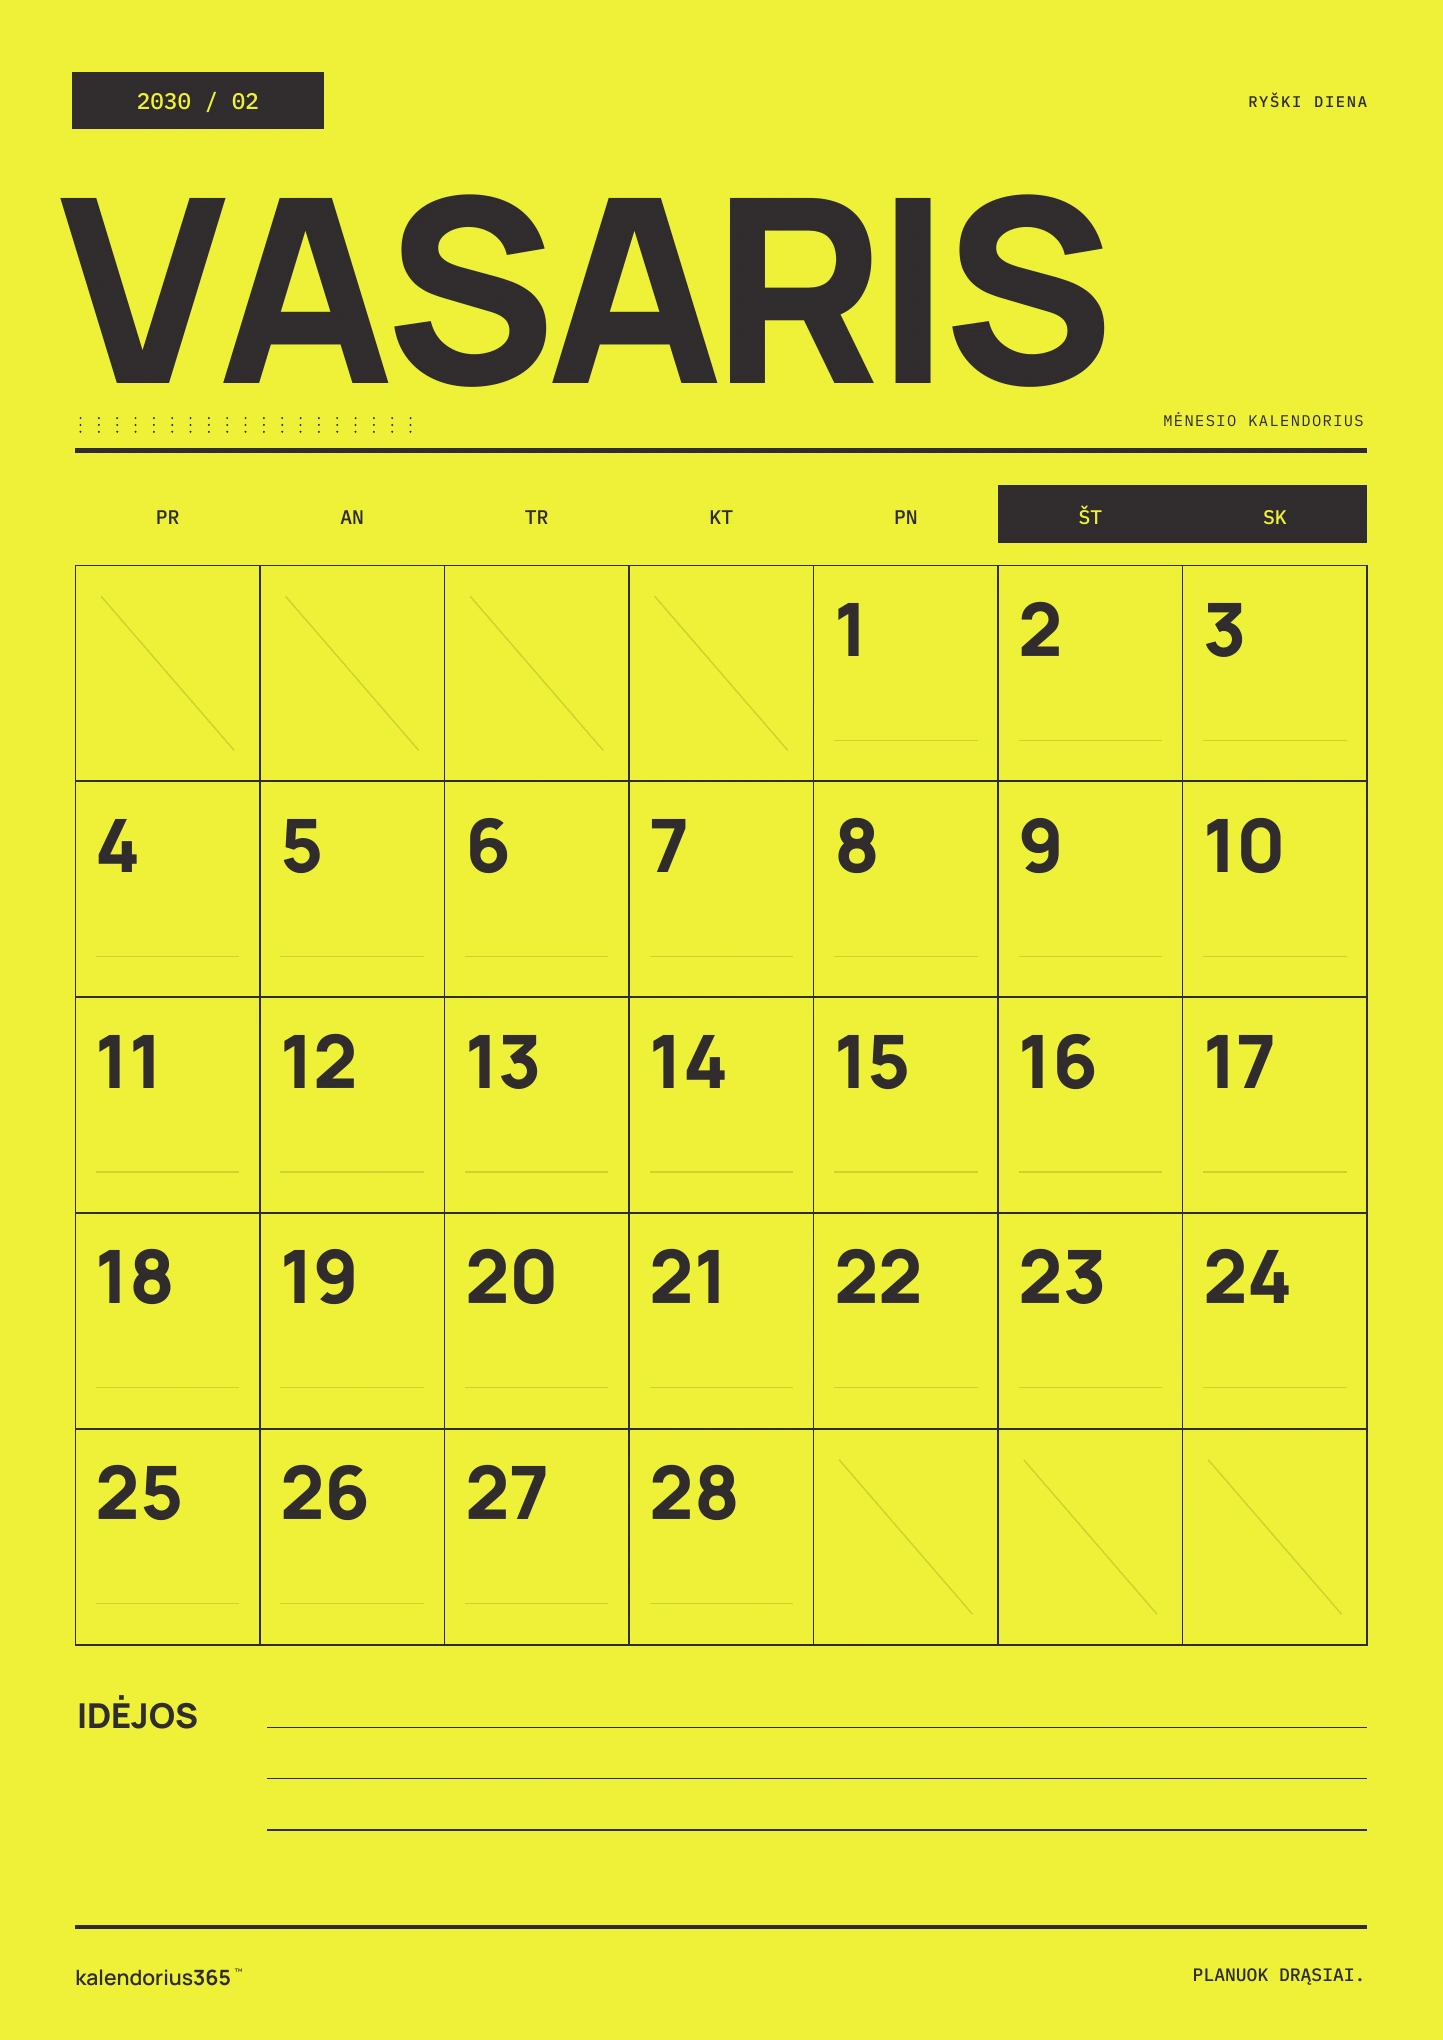 2030 / 02
RYŠKI DIENA
VASARIS
MĖNESIO KALENDORIUS
PR AN TR KT PN ŠT SK
1 2 3
4 5 6 7 8 9 10
11 12 13 14 15 16 17
18 19 20 21 22 23 24
25 26 27 28
IDĖJOS
kalendorius365™
PLANUOK DRĄSIAI.